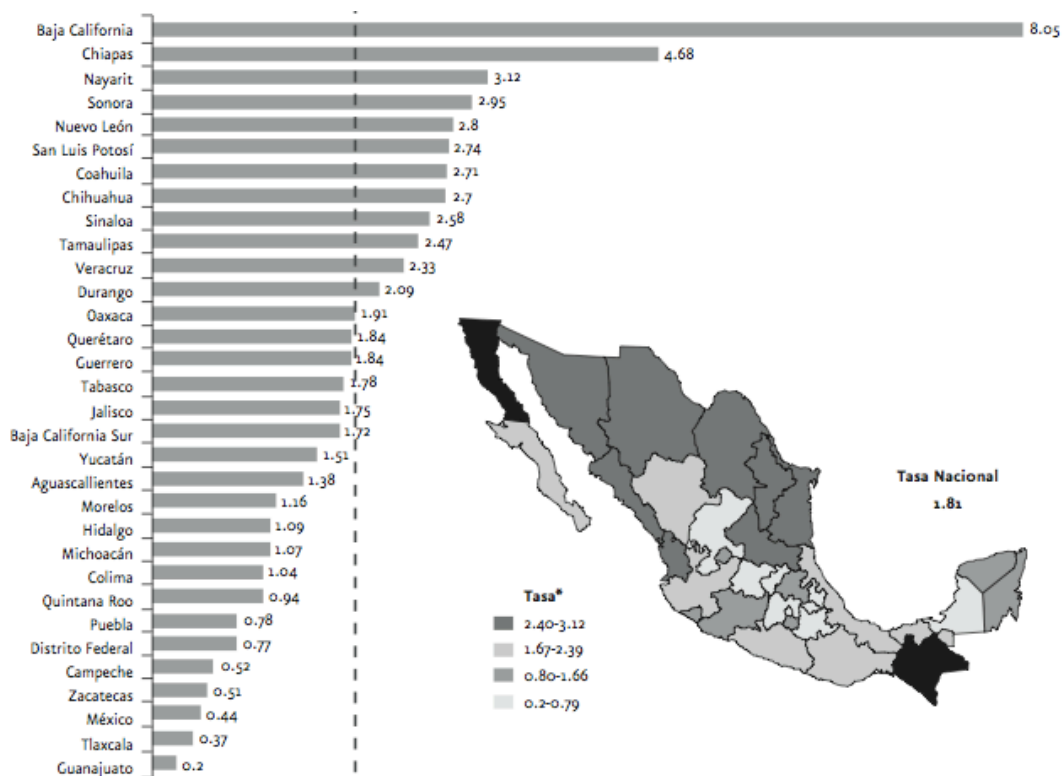 Baja California 8.05
Chiapas 4.68
Nayarit 3.12
Sonora 2.95
Nuevo León 2.8
San Luis Potosí 2.74
Coahuila 2.71
Chihuahua 2.7
Sinaloa 2.58
Tamaulipas 2.47
Veracruz 2.33
Durango 2.09
Oaxaca 1.91
Querétaro 1.84
Guerrero 1.84
Tabasco 1.78
Jalisco 1.75
Baja California Sur 1.72
Yucatán 1.51
Aguascallientes 1.38
Morelos 1.16
Hidalgo 1.09
Michoacán 1.07
Colima 1.04
Quintana Roo 0.94
Puebla 0.78
Distrito Federal 0.77
Campeche 0.52
Zacatecas 0.51
México 0.44
Tlaxcala 0.37
Guanajuato 0.2
Tasa Nacional
1.81
Tasa*
2.40-3.12
1.67-2.39
0.80-1.66
0.2-0.79